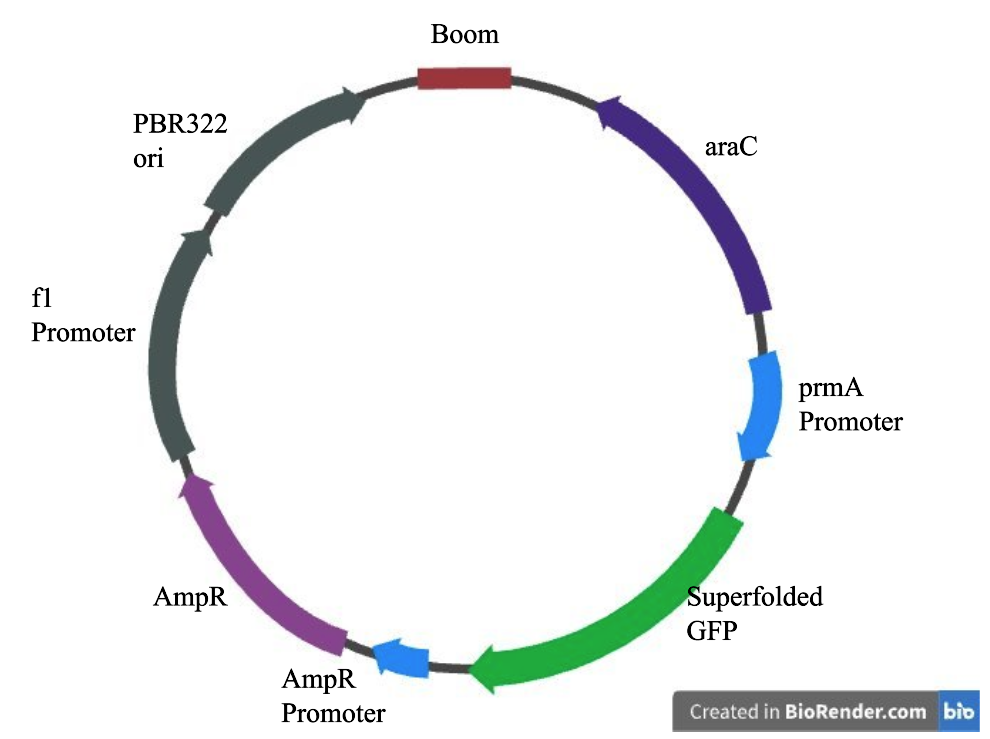 Boom
PBR322
ori
araC
f1
Promoter
prmA
Promoter
AmpR
Superfolded
GFP
AmpR
Promoter
Created in BioRender.com bio